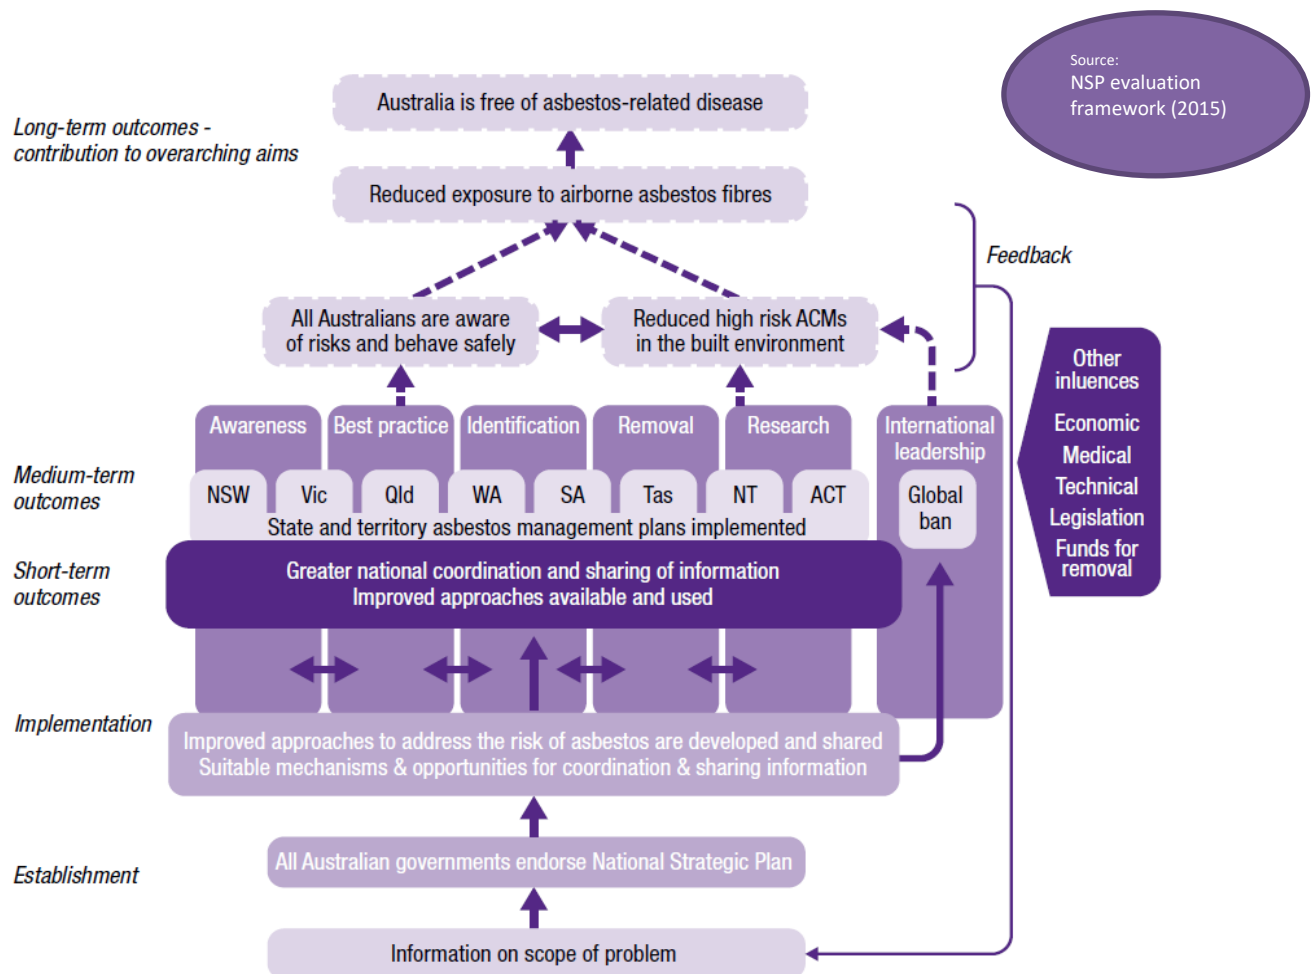 Source:
NSP evaluation
framework (2015)
Australia is free of asbestos-related disease
Long-term outcomes -
contribution to overarching aims
Reduced exposure to airborne asbestos fibres
Feedback
All Australians are aware
of risks and behave safely
Reduced high risk ACMs
in the built environment
Other
inluences
Economic
Medical
Technical
Legislation
Funds for
removal
Awareness
Best practice
Identification
Removal
Research
International
leadership
Medium-term
outcomes
NSW
Vic
Qld
WA
SA
Tas
NT
ACT
Global
ban
State and territory asbestos management plans implemented
Short-term
outcomes
Greater national coordination and sharing of information
Improved approaches available and used
Implementation
Improved approaches to address the risk of asbestos are developed and shared
Suitable mechanisms & opportunities for coordination & sharing information
Establishment
All Australian governments endorse National Strategic Plan
Information on scope of problem